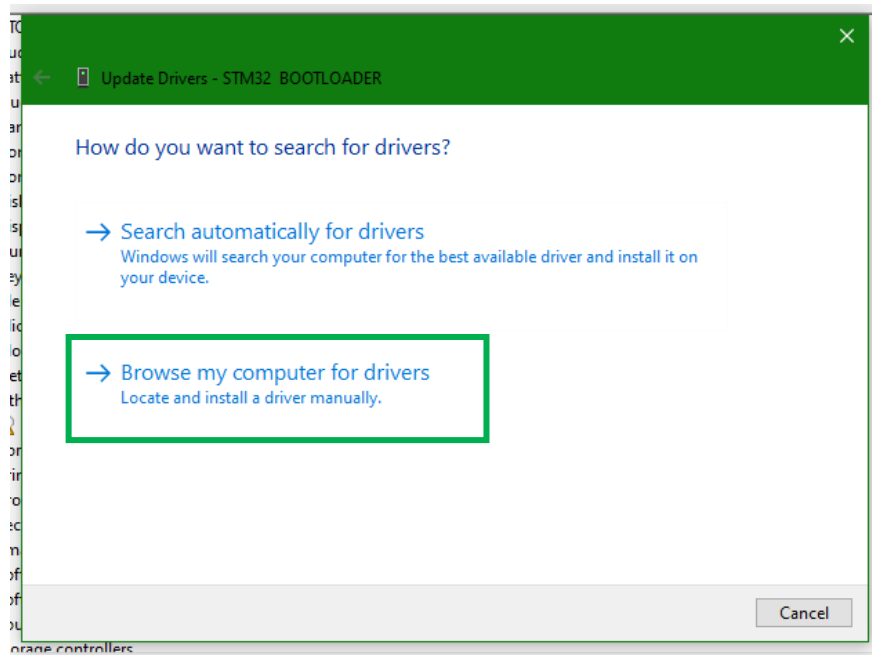 Update Drivers - STM32 BOOTLOADER
How do you want to search for drivers?
Search automatically for drivers
Windows will search your computer for the best available driver and install it on
your device.
Browse my computer for drivers
Locate and install a driver manually.
Cancel
controllers